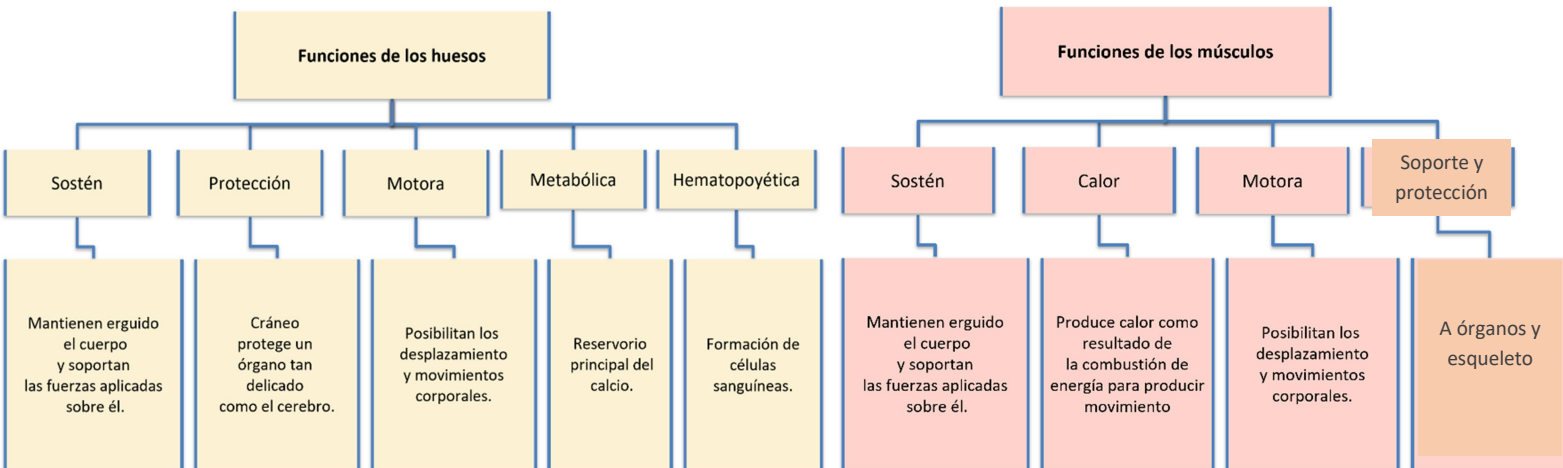 Funciones de los huesos
Sostén
Protección
Motora
Metabólica
Hematopoyética
Mantienen erguido
el cuerpo
y soportan
las fuerzas aplicadas
sobre él.
Cráneo
protege un
órgano tan
delicado
como el cerebro.
Posibilitan los
desplazamiento
y movimientos
corporales.
Reservorio
principal del
calcio.
Formación de
células
sanguíneas.
Funciones de los músculos
Sostén
Calor
Motora
Soporte y
protección
Mantienen erguido
el cuerpo
y soportan
las fuerzas aplicadas
sobre él.
Produce calor como
resultado de
la combustión de
energía para producir
movimiento
Posibilitan los
desplazamiento
y movimientos
corporales.
A órganos y
esqueleto